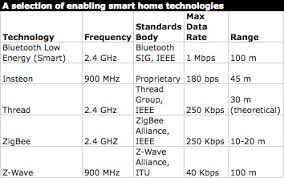 A selection of enabling smart home technologies
Technology Frequency Standards Body Max Data Rate Range
Bluetooth Low Energy (Smart) 2.4 GHz Bluetooth SIG, IEEE 1 Mbps 100 m
Insteon 900 MHz Proprietary 180 bps 45 m
Thread 2.4 GHz Thread Group, IEEE 250 Kbps 30 m (theoretical)
ZigBee 2.4 GHz ZigBee Alliance, IEEE 250 Kbps 10-20 m
Z-Wave 900 MHz Z-Wave Alliance, ITU 40 Kbps 100 m